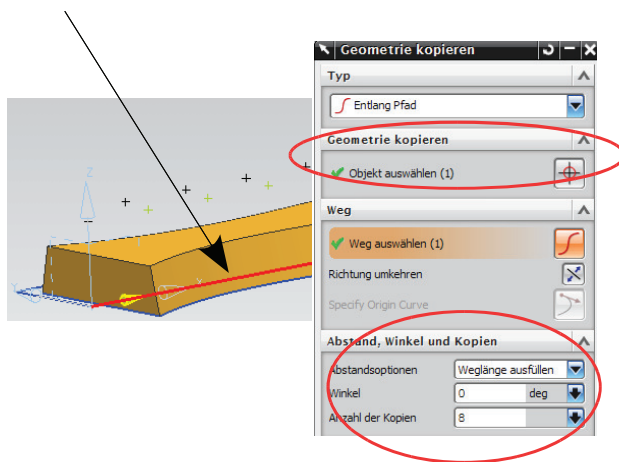 Geometrie kopieren
Typ
Entlang Pfad
Geometrie kopieren
Objekt auswählen (1)
Weg
Weg auswählen (1)
Richtung umkehren
Specify Origin Curve
Abstand, Winkel und Kopien
Abstandsoptionen Weglänge ausfüllen
Winkel 0 deg
Anzahl der Kopien 8
Z
X
Y